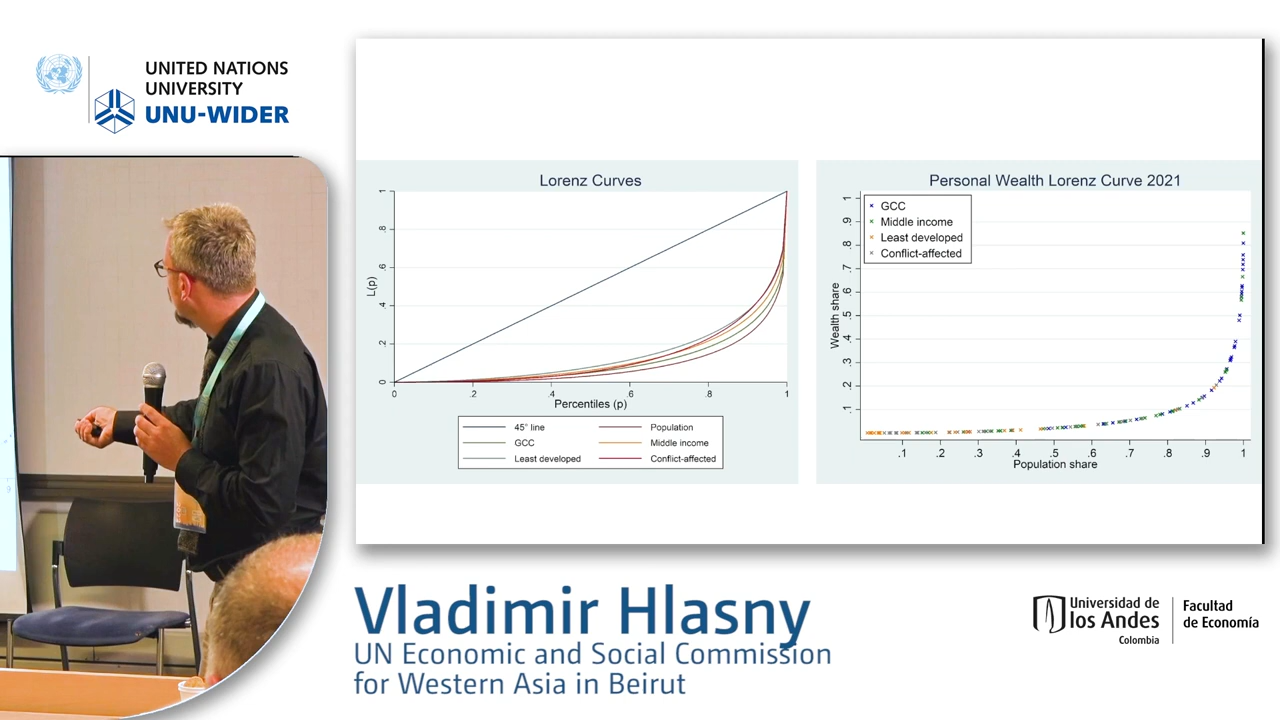 UNITED NATIONS
UNIVERSITY
UNU-WIDER
Lorenz Curves
L(p)
1
.8
.6
.4
.2
0
0
.2
.4
.6
.8
1
Percentiles (p)
45° line
Population
GCC
Middle income
Least developed
Conflict-affected
Personal Wealth Lorenz Curve 2021
GCC
Middle income
Least developed
Conflict-affected
Wealth share
1
.9
.8
.7
.6
.5
.4
.3
.2
.1
.1
.2
.3
.4
.5
.6
.7
.8
.9
1
Population share
Vladimir Hlasny
UN Economic and Social Commission
for Western Asia in Beirut
Universidad de
los Andes
Colombia
Facultad
de Economía